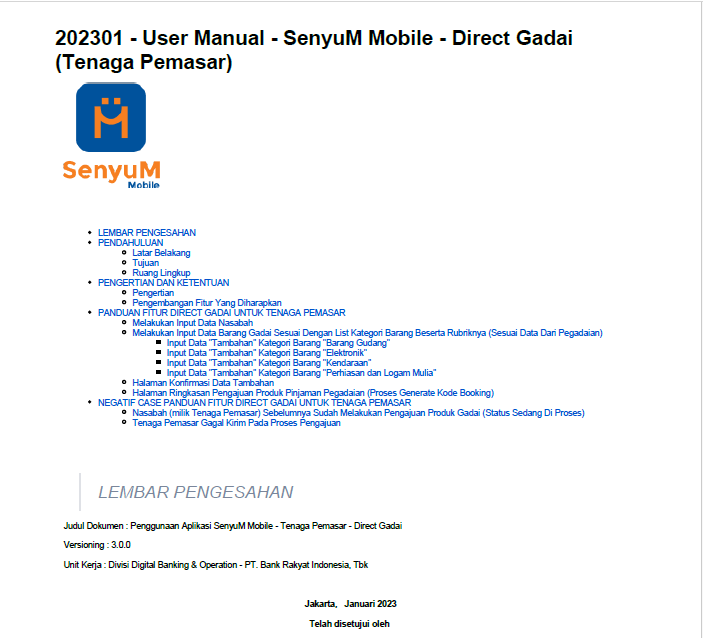 202301 - User Manual - SenyuM Mobile - Direct Gadai
(Tenaga Pemasar)
SenyuM
Mobile
LEMBAR PENGESAHAN
PENDAHULUAN
Latar Belakang
Tujuan
Ruang Lingkup
PENGERTIAN DAN KETENTUAN
Pengertian
Pengembangan Fitur Yang Diharapkan
PANDUAN FITUR DIRECT GADAI UNTUK TENAGA PEMASAR
Melakukan Input Data Nasabah
Melakukan Input Data Barang Gadai Sesuai Dengan List Kategori Barang Beserta Rubriknya (Sesuai Data Dari Pegadaian)
Input Data "Tambahan" Kategori Barang "Barang Gudang"
Input Data "Tambahan" Kategori Barang "Elektronik"
Input Data "Tambahan" Kategori Barang "Kendaraan"
Input Data "Tambahan" Kategori Barang "Perhiasan dan Logam Mulia"
Halaman Konfirmasi Data Tambahan
Halaman Ringkasan Pengajuan Produk Pinjaman Pegadaian (Proses Generate Kode Booking)
NEGATIF CASE PANDUAN FITUR DIRECT GADAI UNTUK TENAGA PEMASAR
Nasabah (milik Tenaga Pemasar) Sebelumnya Sudah Melakukan Pengajuan Produk Gadai (Status Sedang Di Proses)
Tenaga Pemasar Gagal Kirim Pada Proses Pengajuan
LEMBAR PENGESAHAN
Judul Dokumen : Penggunaan Aplikasi SenyuM Mobile - Tenaga Pemasar - Direct Gadai
Versioning : 3.0.0
Unit Kerja : Divisi Digital Banking & Operation - PT. Bank Rakyat Indonesia, Tbk
Jakarta, Januari 2023
Telah disetujui oleh